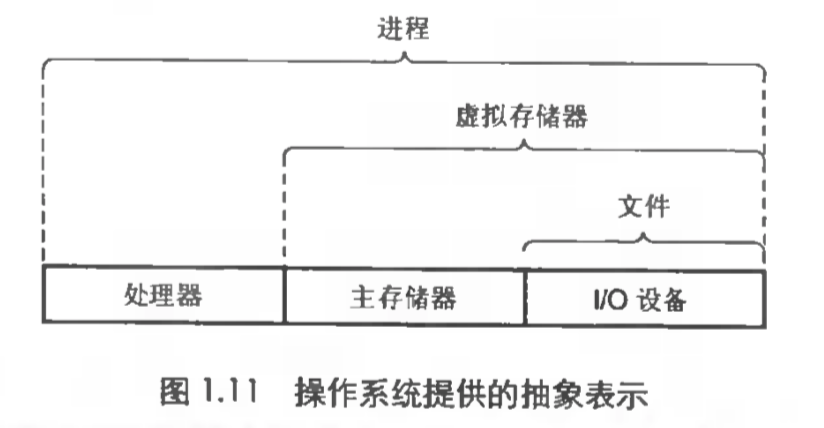 进程
虚拟存储器
文件
处理器 主存储器 I/O 设备
图 1.11 操作系统提供的抽象表示